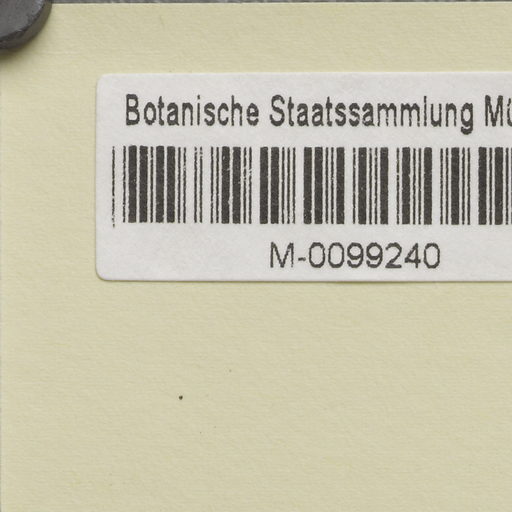 Botanische Staatssammlung Mü
M-0099240